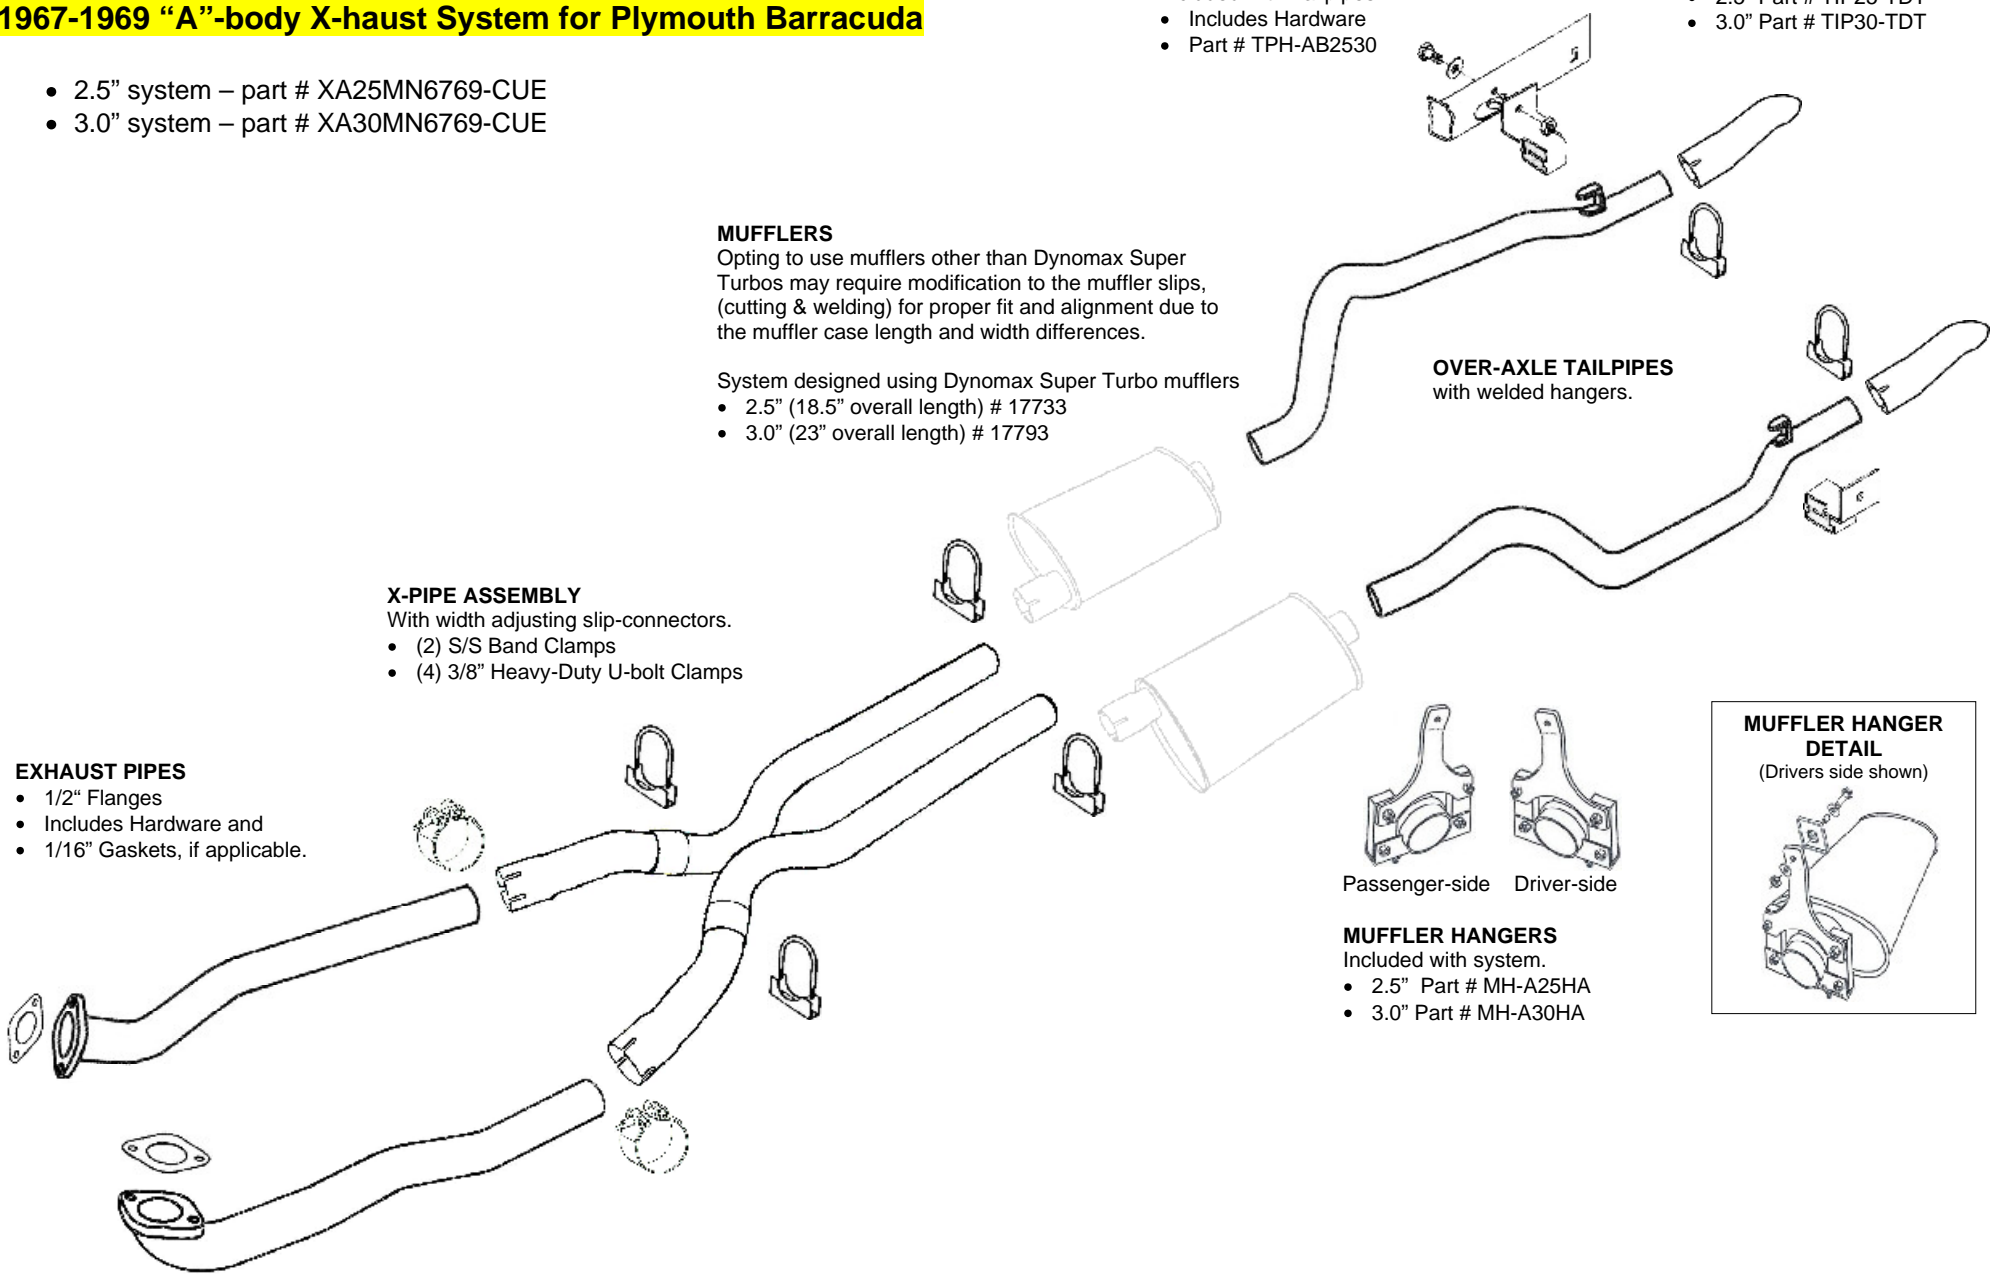 1967-1969 “A”-body X-haust System for Plymouth Barracuda
• 2.5” system – part # XA25MN6769-CUE
• 3.0” system – part # XA30MN6769-CUE
• Includes Hardware
• Part # TPH-AB2530
• 3.0” Part # TIP30-TDT
MUFFLERS
Opting to use mufflers other than Dynomax Super
Turbos may require modification to the muffler slips,
(cutting & welding) for proper fit and alignment due to
the muffler case length and width differences.
System designed using Dynomax Super Turbo mufflers
• 2.5” (18.5” overall length) # 17733
• 3.0” (23” overall length) # 17793
OVER-AXLE TAILPIPES
with welded hangers.
X-PIPE ASSEMBLY
With width adjusting slip-connectors.
• (2) S/S Band Clamps
• (4) 3/8” Heavy-Duty U-bolt Clamps
EXHAUST PIPES
• 1/2“ Flanges
• Includes Hardware and
• 1/16” Gaskets, if applicable.
Passenger-side Driver-side
MUFFLER HANGERS
Included with system.
• 2.5” Part # MH-A25HA
• 3.0” Part # MH-A30HA
MUFFLER HANGER
DETAIL
(Drivers side shown)